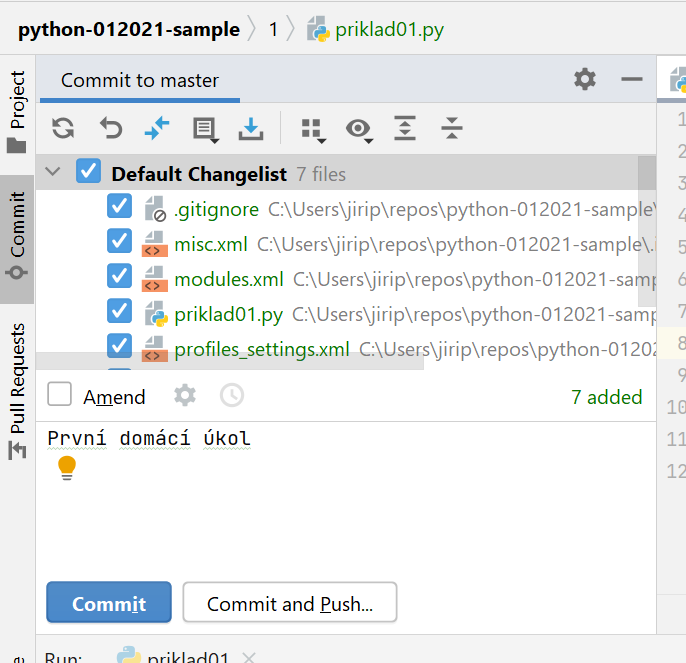 python-012021-sample 1 priklad01.py
Project
Commit
Pull Requests
Commit to master
Default Changelist 7 files
.gitignore C:\Users\jirip\repos\python-012021-sample\
misc.xml C:\Users\jirip\repos\python-012021-sample\.
modules.xml C:\Users\jirip\repos\python-012021-samp
priklad01.py C:\Users\jirip\repos\python-012021-samp
profiles_settings.xml C:\Users\jirip\repos\python-0120
Amend 7 added
První domácí úkol
Commit Commit and Push...
Run: priklad01
1
2
3
4
5
6
7
8
9
10
11
12